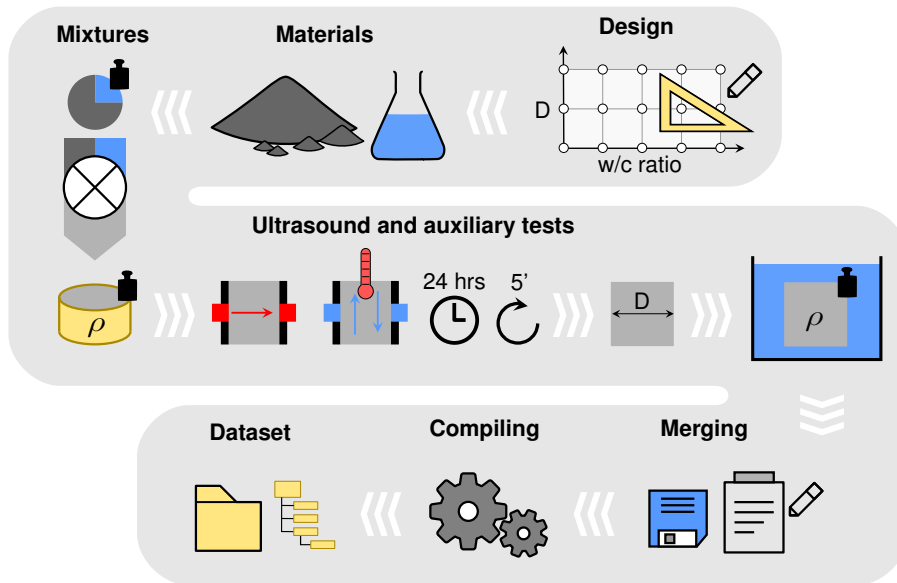 Mixtures
Materials
Design
D
w/c ratio
Ultrasound and auxiliary tests
24 hrs
5’
D
ρ
ρ
Dataset
Compiling
Merging